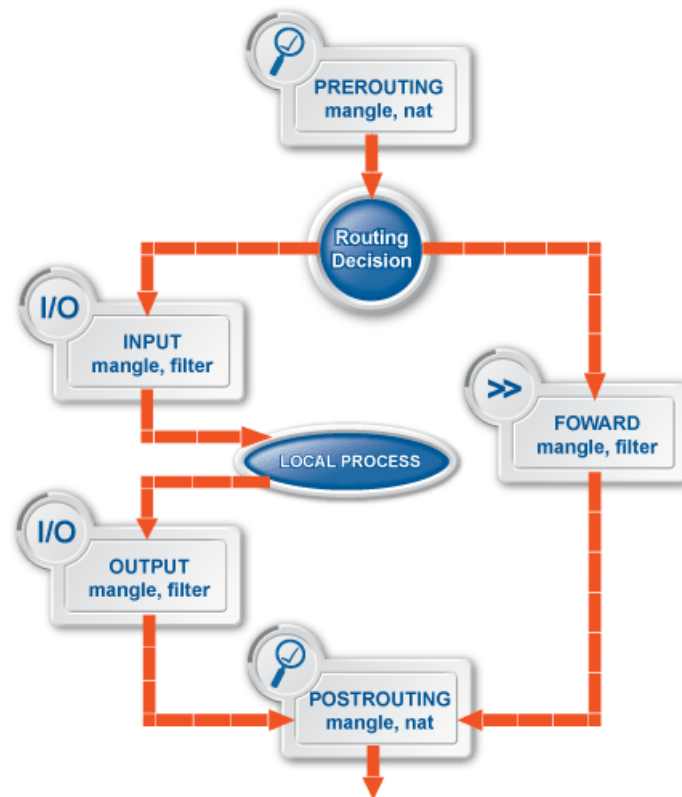 PREROUTING
mangle, nat
Routing
Decision
I/O
INPUT
mangle, filter
>>
FOWARD
mangle, filter
LOCAL PROCESS
I/O
OUTPUT
mangle, filter
POSTROUTING
mangle, nat